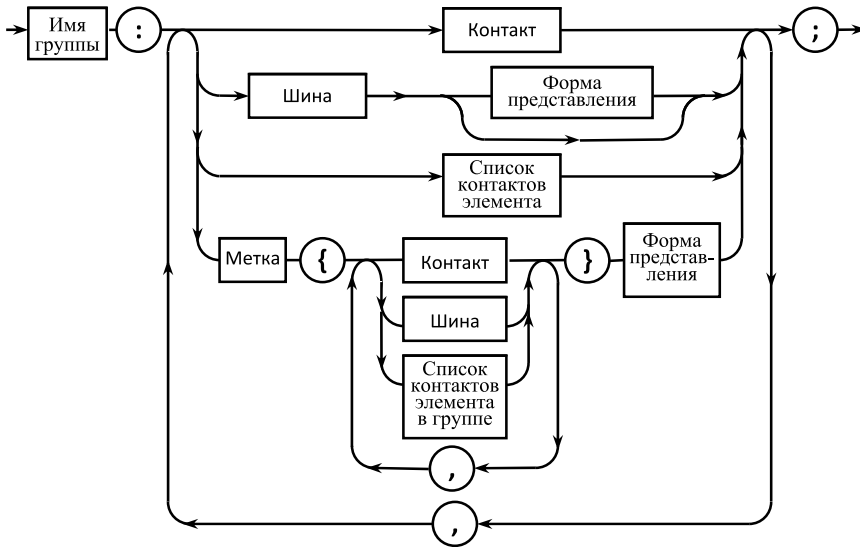 Имя
группы
:
Контакт
;
Шина
Форма
представления
Список
контактов
элемента
Метка
{
Контакт
}
Форма
представ-
ления
Шина
Список
контактов
элемента
в группе
,
,